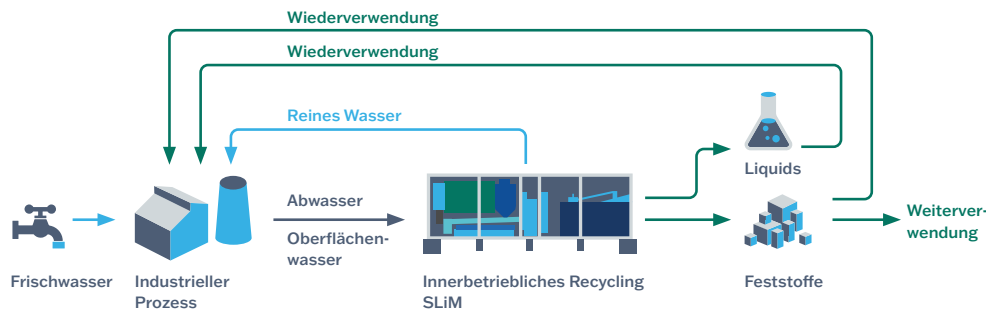 Wiederverwendung
Wiederverwendung
Reines Wasser
Liquids
Abwasser
Oberflächen-
wasser
Weiterver-
wendung
Frischwasser
Industrieller
Prozess
Innerbetriebliches Recycling
SLiM
Feststoffe